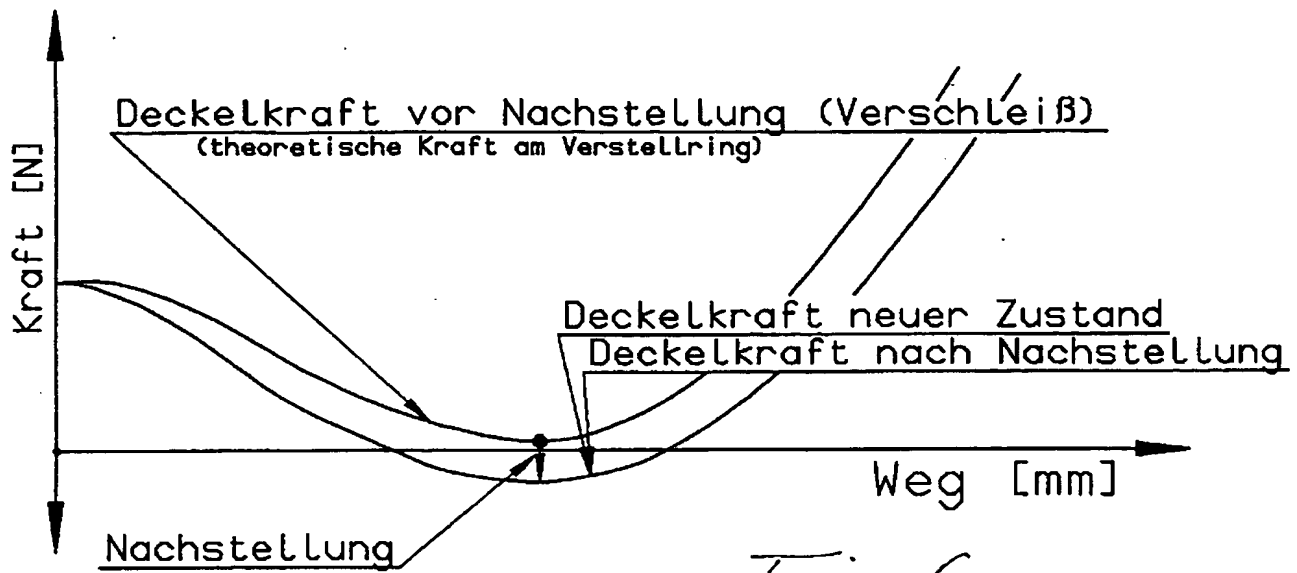 Deckelkraft vor Nachstellung (Verschleiß)
(theoretische Kraft am Verstellring)
Kraft [N]
Deckelkraft neuer Zustand
Deckelkraft nach Nachstellung
Weg [mm]
Nachstellung